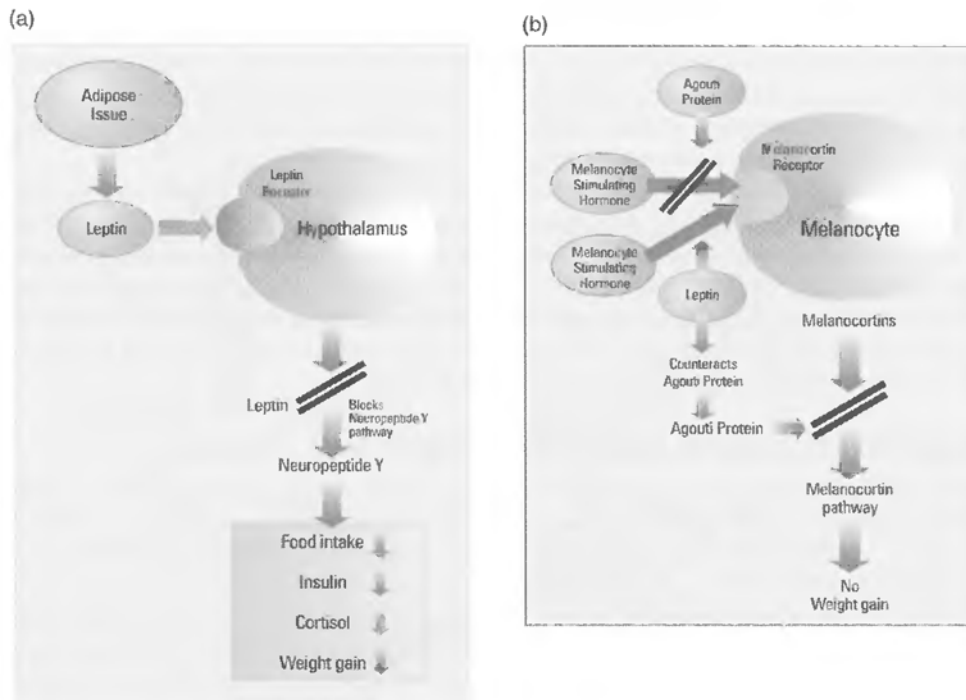 (a)
Adipose
Issue
Leptin
Leptin
Receptor
Hypothalamus
Leptin
Blocks
Neuropeptide Y
pathway
Neuropeptide Y
Food intake
Insulin
Cortisol
Weight gain
(b)
Agouti
Protein
Melanocortin
Receptor
Melanocyte
Stimulating
Hormone
Melanocyte
Melanocyte
Stimulating
Hormone
Leptin
Melanocortins
Counteracts
Agouti Protein
Agouti Protein
Melanocortin
pathway
No
Weight gain